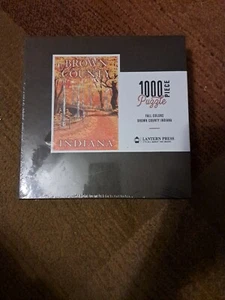 BROWN
COUNTY
INDIANA
1000
PIECE
Puzzle
FALL COLORS
BROWN COUNTY INDIANA
LANTERN PRESS